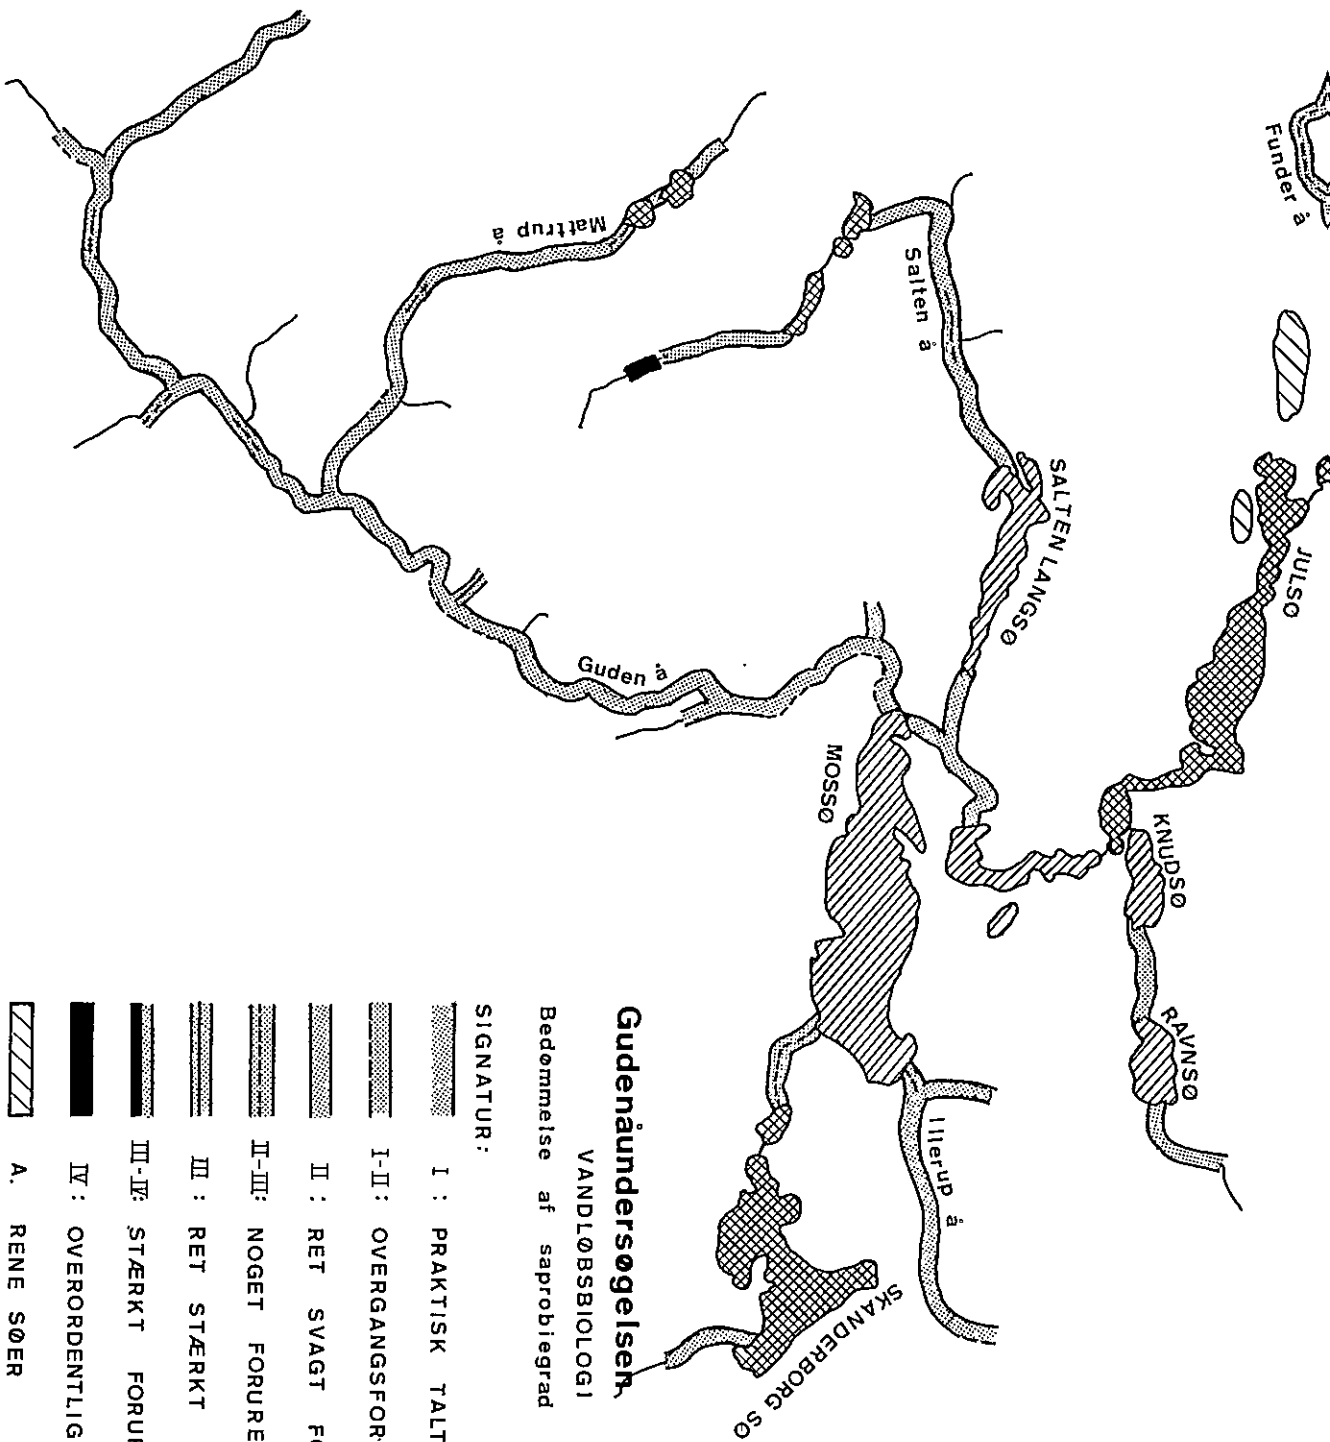 Funder å
Mattrup å
Salten å
SALTEN LANGSØ
JULSØ
Guden å
MOSSØ
KNUDSØ
RAVNSØ
Illerup å
SKANDERBORG SØ
Gudenåundersøgelsen
VANDLØBSBIOLOGI
Bedømmelse af saprobiegrad
SIGNATUR:
I : PRAKTISK TALT
I-II: OVERGANGSFOR
II : RET SVAGT FO
II-III: NOGET FORURE
III : RET STÆRKT
III-IV: STÆRKT FORU
IV : OVERORDENTLIG
A. RENE SØER